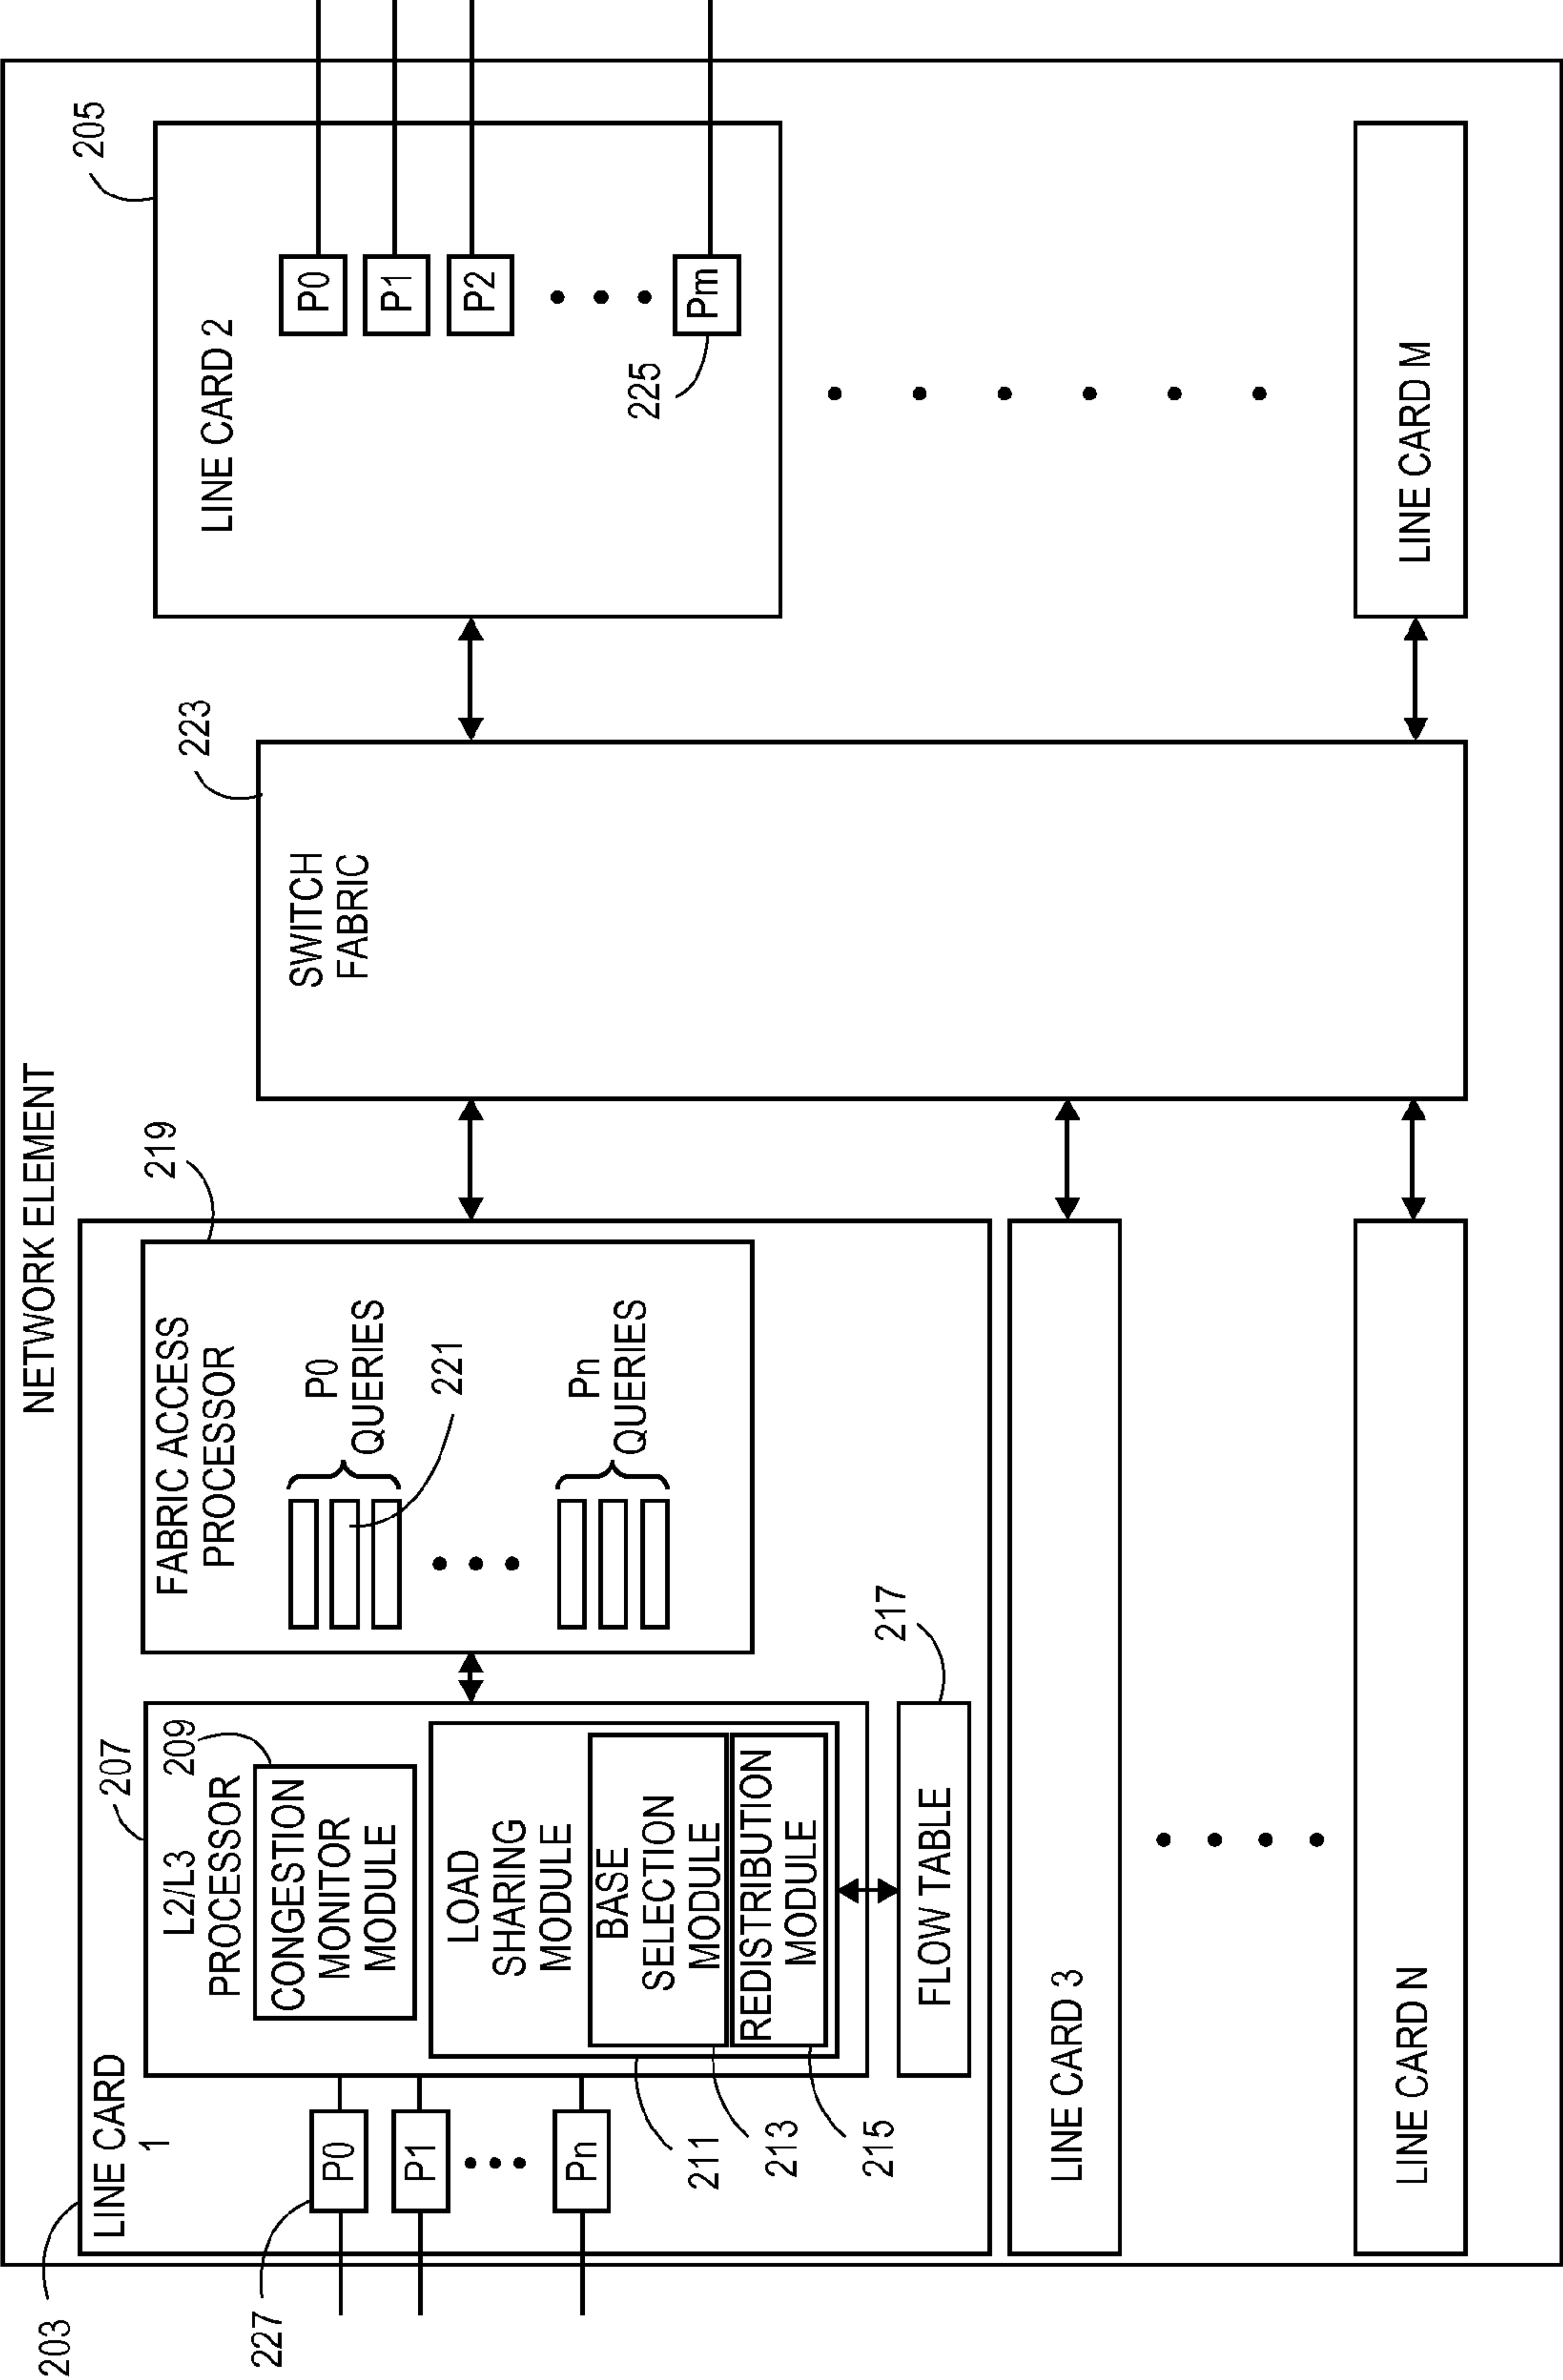 NETWORK ELEMENT
203
LINE CARD
1
227
P0
P1
Pn
207
L2/L3
PROCESSOR
209
CONGESTION
MONITOR
MODULE
LOAD
SHARING
MODULE
BASE
SELECTION
MODULE
REDISTRIBUTION
MODULE
211
213
215
FLOW TABLE
217
219
FABRIC ACCESS
PROCESSOR
P0
QUERIES
221
Pn
QUERIES
LINE CARD 3
LINE CARD N
223
SWITCH
FABRIC
205
LINE CARD 2
P0
P1
P2
Pm
225
LINE CARD M